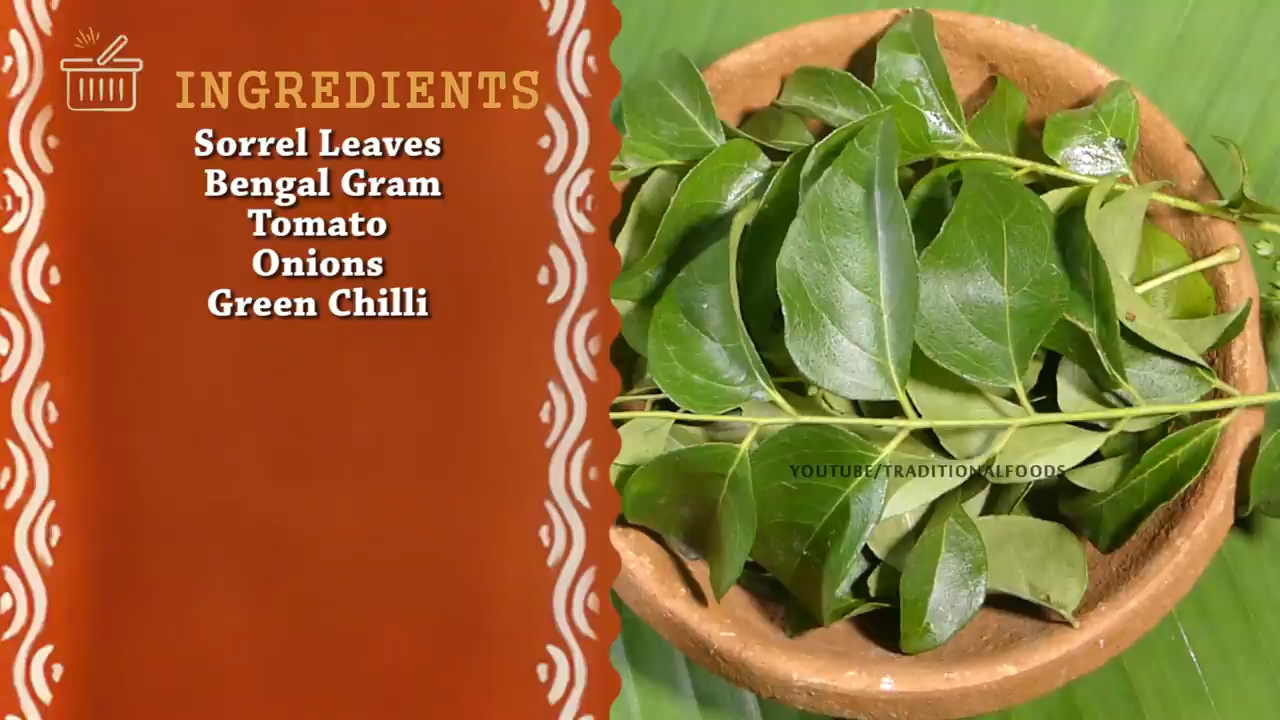 INGREDIENTS
Sorrel Leaves
Bengal Gram
Tomato
Onions
Green Chilli
YOUTUBE/TRADITIONALFOODS